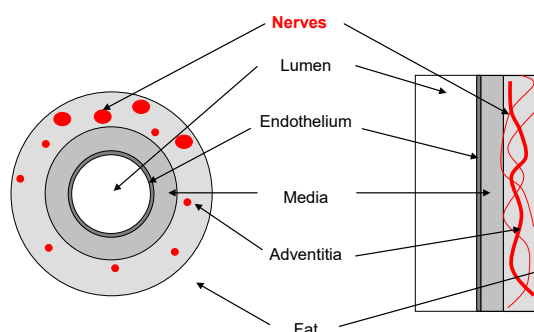 Nerves
Lumen
Endothelium
Media
Adventitia
Fat